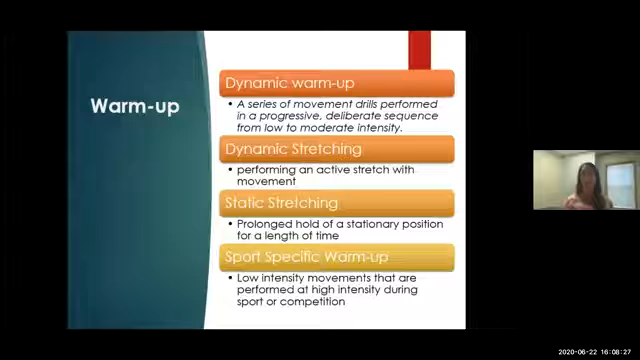 Warm-up
Dynamic warm-up
• A series of movement drills performed
in a progressive, deliberate sequence
from low to moderate intensity.
Dynamic Stretching
• performing an active stretch with
movement
Static Stretching
• Prolonged hold of a stationary position
for a length of time
Sport Specific Warm-up
• Low intensity movements that are
performed at high intensity during
sport or competition
2020-06-22 16:08:27